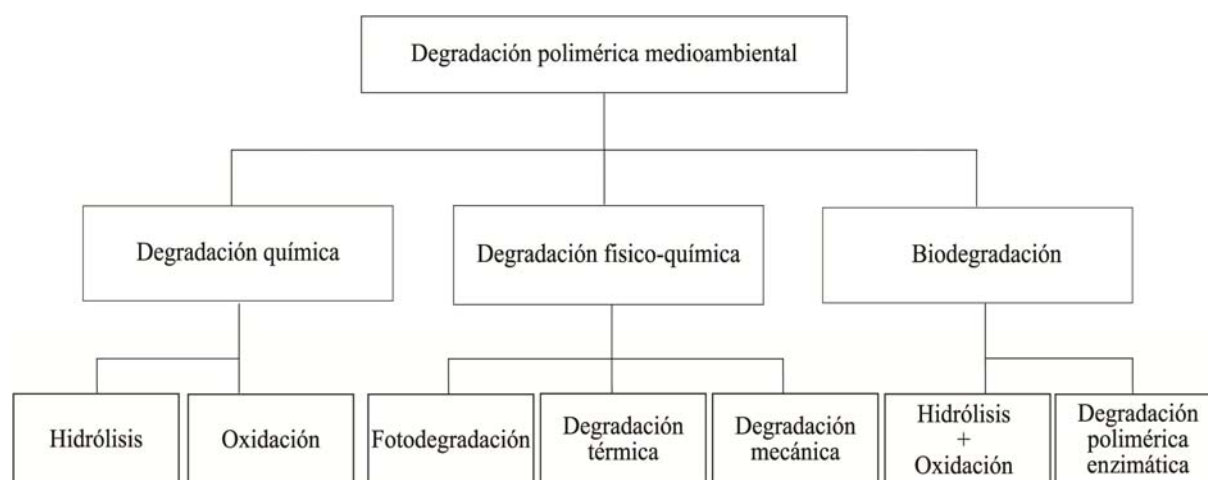 Degradación polimérica medioambiental
Degradación química
Degradación físico-química
Biodegradación
Hidrólisis
Oxidación
Fotodegradación
Degradación
térmica
Degradación
mecánica
Hidrólisis
+
Oxidación
Degradación
polimérica
enzimática